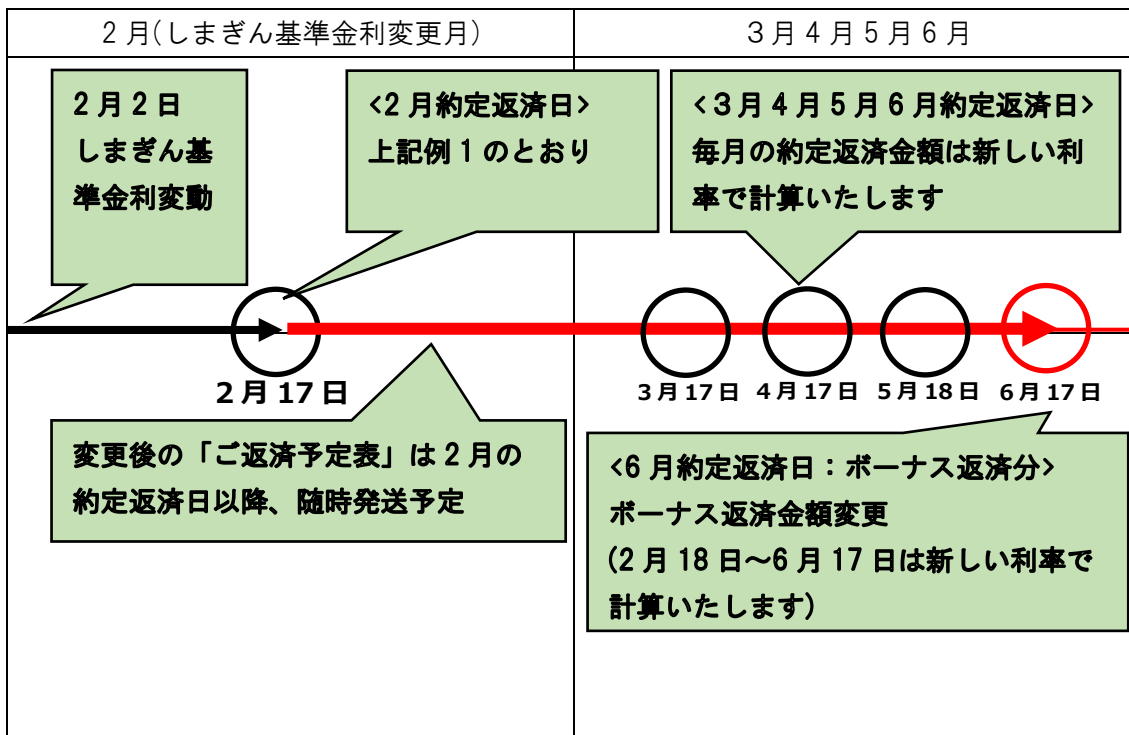 2月(しまぎん基準金利変更月)
3月4月5月6月
2月2日
しまぎん基
準金利変動
<2月約定返済日>
上記例1のとおり
<3月4月5月6月約定返済日>
毎月の約定返済金額は新しい利
率で計算いたします
2月17日
3月17日 4月17日 5月18日 6月17日
変更後の「ご返済予定表」は2月の
約定返済日以降、随時発送予定
<6月約定返済日：ボーナス返済分>
ボーナス返済金額変更
(2月18日～6月17日は新しい利率で
計算いたします)